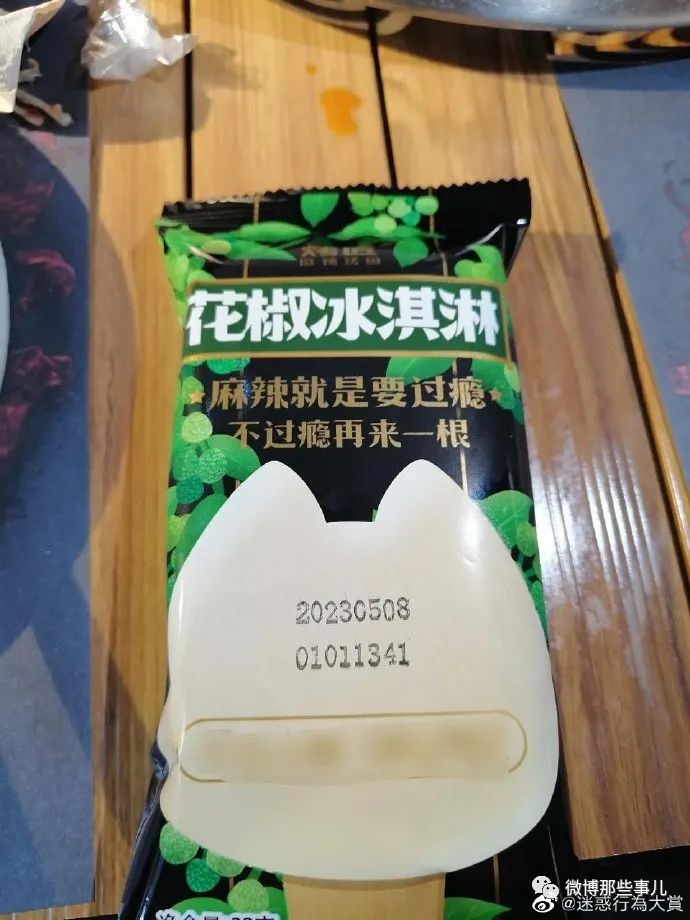 花椒冰淇淋
麻辣就是要过瘾
不过瘾再来一根
20230508
01011341
微博那些事儿
@迷惑行為大賞